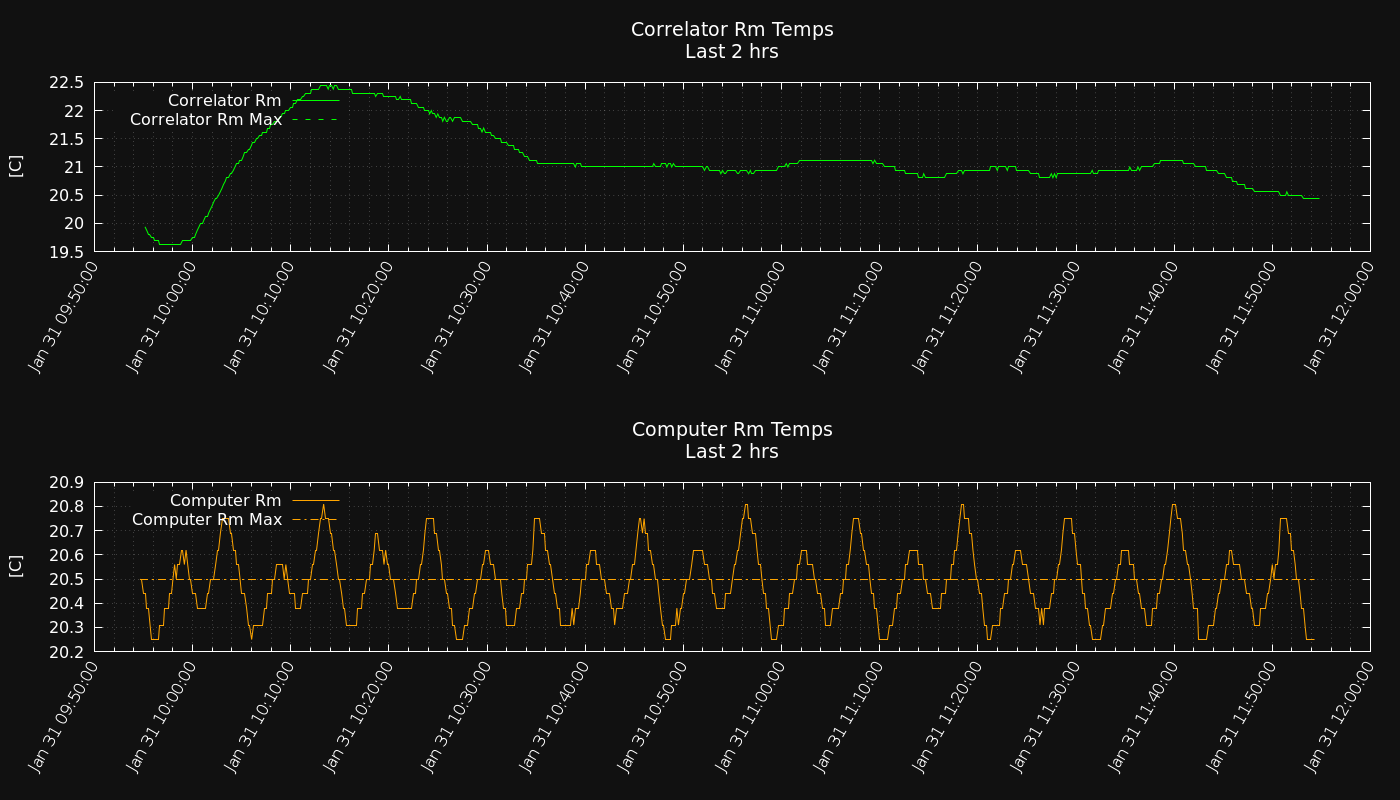 Correlator Rm Temps
Last 2 hrs
22.5
22
21.5
21
20.5
20
19.5
[C]
Correlator Rm
Correlator Rm Max
Jan 31 09:50:00
Jan 31 10:00:00
Jan 31 10:10:00
Jan 31 10:20:00
Jan 31 10:30:00
Jan 31 10:40:00
Jan 31 10:50:00
Jan 31 11:00:00
Jan 31 11:10:00
Jan 31 11:20:00
Jan 31 11:30:00
Jan 31 11:40:00
Jan 31 11:50:00
Jan 31 12:00:00
Computer Rm Temps
Last 2 hrs
20.9
20.8
20.7
20.6
20.5
20.4
20.3
20.2
[C]
Computer Rm
Computer Rm Max
Jan 31 09:50:00
Jan 31 10:00:00
Jan 31 10:10:00
Jan 31 10:20:00
Jan 31 10:30:00
Jan 31 10:40:00
Jan 31 10:50:00
Jan 31 11:00:00
Jan 31 11:10:00
Jan 31 11:20:00
Jan 31 11:30:00
Jan 31 11:40:00
Jan 31 11:50:00
Jan 31 12:00:00